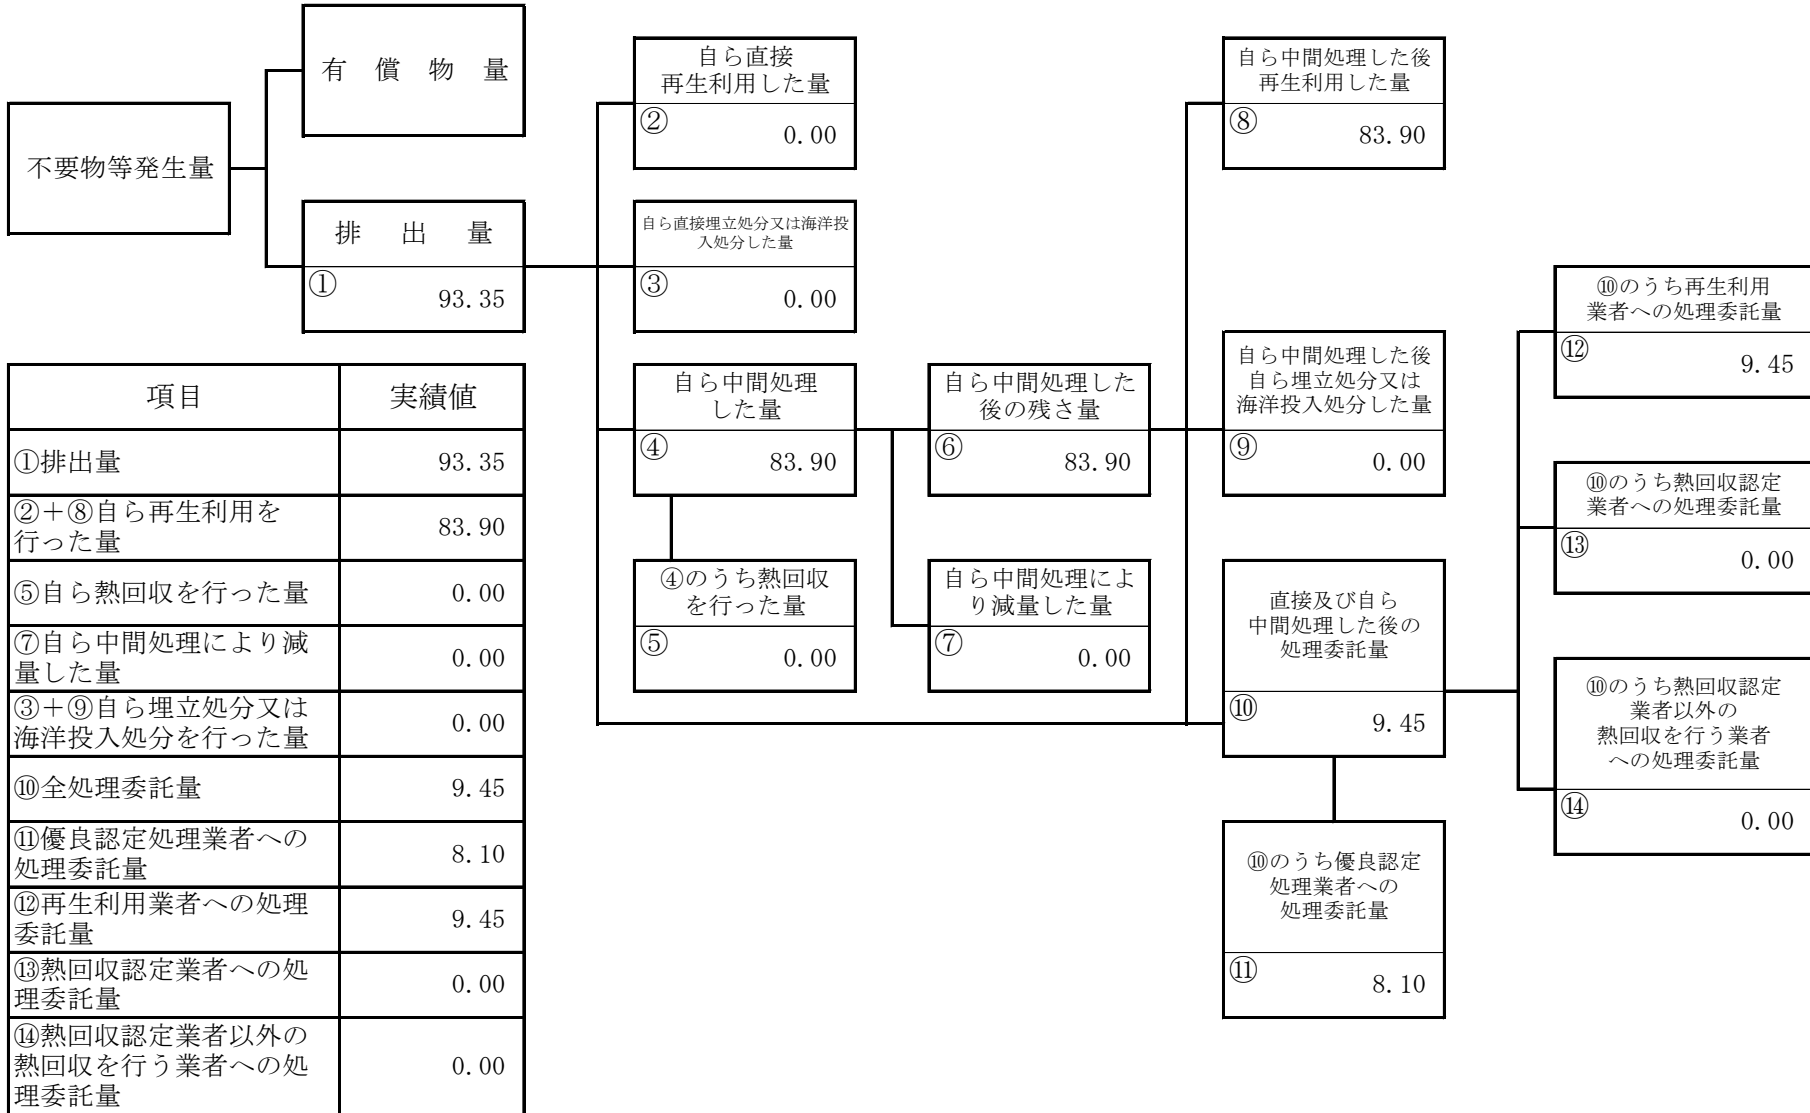 有償物量
不要物等発生量
排出量
①
93.35
自ら直接
再生利用した量
②
0.00
自ら直接埋立処分又は海洋投
入処分した量
③
0.00
自ら中間処理
した量
④
83.90
④のうち熱回収
を行った量
⑤
0.00
自ら中間処理した
後の残さ量
⑥
83.90
自ら中間処理によ
り減量した量
⑦
0.00
自ら中間処理した後
再生利用した量
⑧
83.90
自ら中間処理した後
自ら埋立処分又は
海洋投入処分した量
⑨
0.00
直接及び自ら
中間処理した後の
処理委託量
⑩
9.45
⑩のうち優良認定
処理業者への
処理委託量
⑪
8.10
⑩のうち再生利用
業者への処理委託量
⑫
9.45
⑩のうち熱回収認定
業者への処理委託量
⑬
0.00
⑩のうち熱回収認定
業者以外の
熱回収を行う業者
への処理委託量
⑭
0.00
項目 実績値
①排出量 93.35
②+⑧自ら再生利用を
行った量 83.90
⑤自ら熱回収を行った量 0.00
⑦自ら中間処理により減
量した量 0.00
③+⑨自ら埋立処分又は
海洋投入処分を行った量 0.00
⑩全処理委託量 9.45
⑪優良認定処理業者への
処理委託量 8.10
⑫再生利用業者への処理
委託量 9.45
⑬熱回収認定業者への処
理委託量 0.00
⑭熱回収認定業者以外の
熱回収を行う業者への処
理委託量 0.00